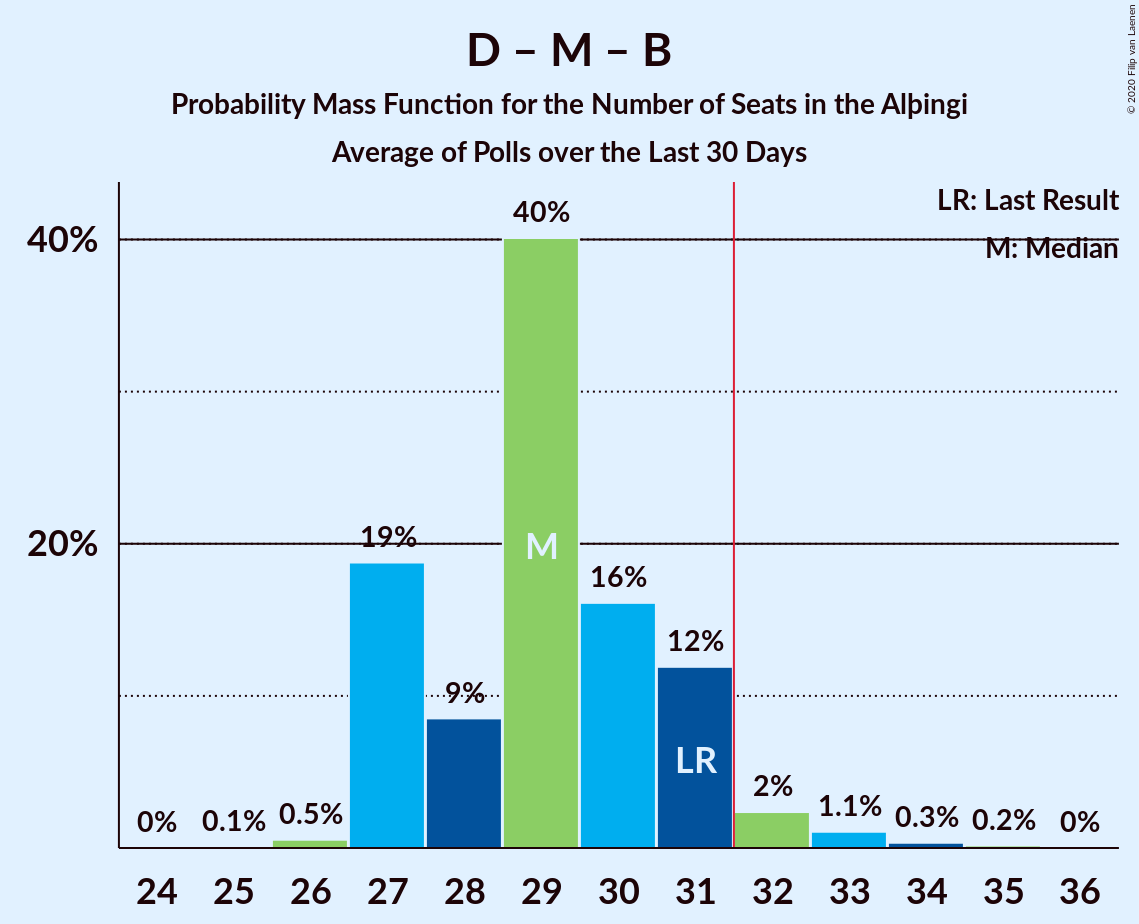 D – M – B
Probability Mass Function for the Number of Seats in the Alþingi
Average of Polls over the Last 30 Days
© 2020 Filip van Laenen
LR: Last Result
M: Median
40%
20%
0%
0.1%
0.5%
19%
9%
40%
16%
12%
2%
1.1%
0.3%
0.2%
0%
M
LR
24 25 26 27 28 29 30 31 32 33 34 35 36